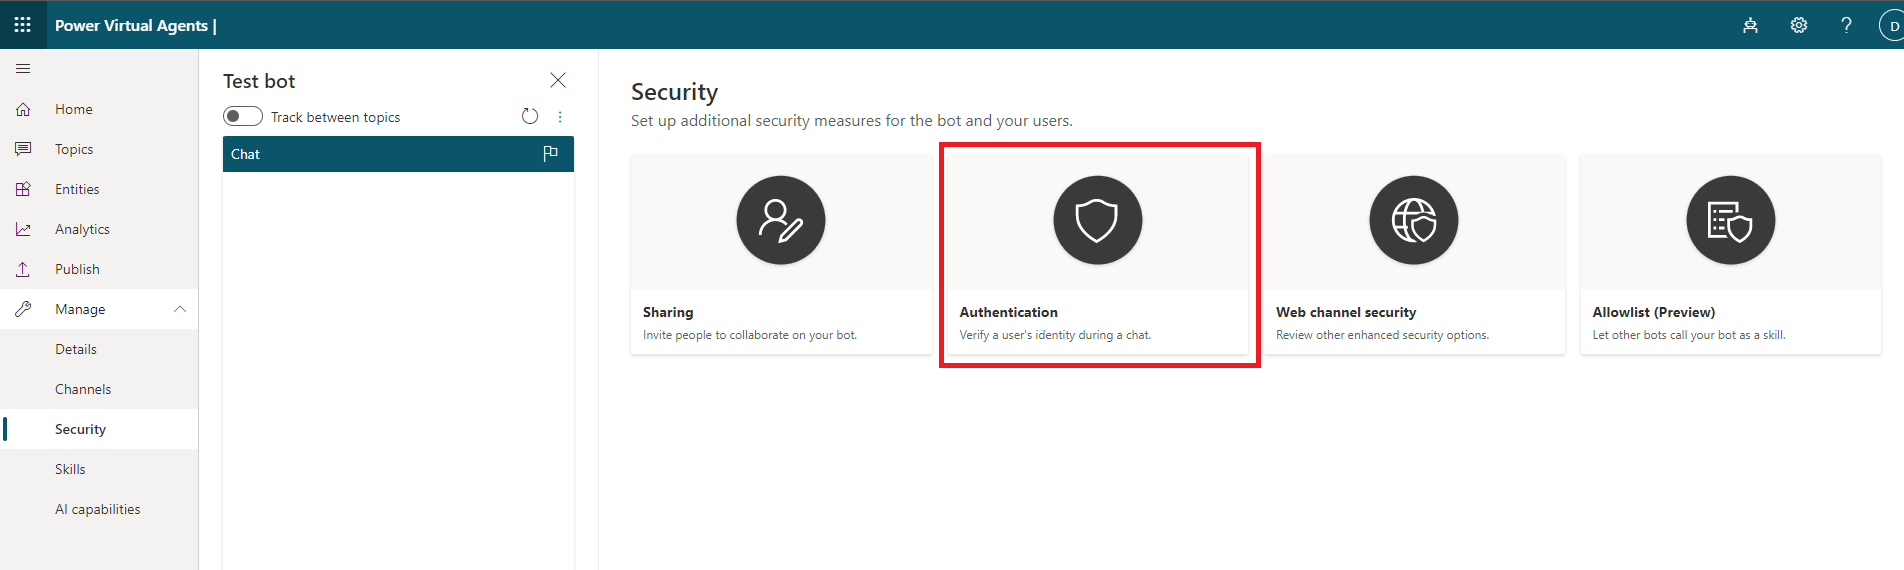 Power Virtual Agents |
?
D
Home
Topics
Entities
Analytics
Publish
Manage
Details
Channels
Security
Skills
AI capabilities
Test bot
Track between topics
Chat
Security
Set up additional security measures for the bot and your users.
Sharing
Invite people to collaborate on your bot.
Authentication
Verify a user's identity during a chat.
Web channel security
Review other enhanced security options.
Allowlist (Preview)
Let other bots call your bot as a skill.